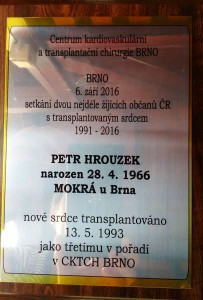 Centrum kardiovaskulární
a transplantační chirurgie BRNO
BRNO
6. září 2016
setkání dvou nejdéle žijících občanů ČR
s transplantovaným srdcem
1991 - 2016
PETR HROUZEK
narozen 28. 4. 1966
MOKRÁ u Brna
nové srdce transplantováno
13. 5. 1993
jako třetímu v pořadí
v CKTCH BRNO